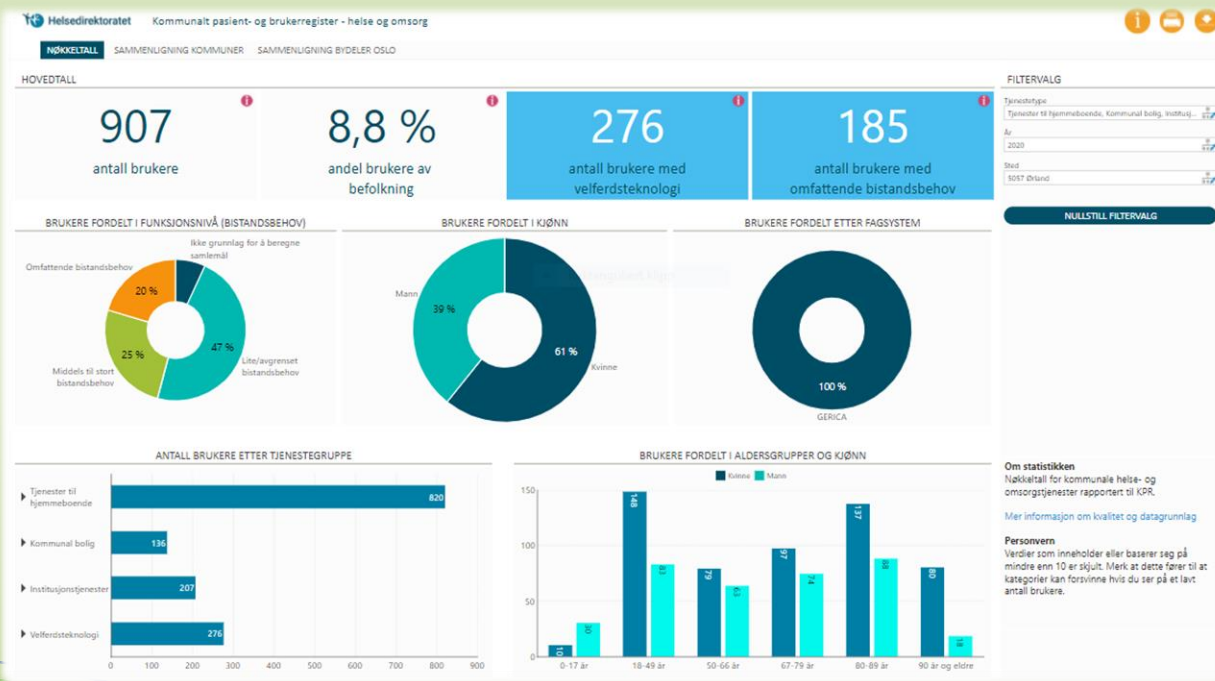 Helsedirektoratet Kommunalt pasient- og brukerregister - helse og omsorg
NØKKELTALL SAMMENLIGNING KOMMUNER SAMMENLIGNING BYDELER OSLO
HOVEDTALL
907
antall brukere
8,8 %
andel brukere av
befolkning
276
antall brukere med
velferdsteknologi
185
antall brukere med
omfattende bistandsbehov
FILTERVALG
Tjenestetype
Tjenester til hjemmeboende, Kommunal bolig, Institusj...
År
2020
Sted
5057 Ørland
NULLSTILL FILTERVALG
BRUKERE FORDELT I FUNKSJONSNIVÅ (BISTANDSBEHOV)
Ikke grunnlag for å beregne
samlemål
Omfattende bistandsbehov
20 %
25 %
47 %
Middels til stort
bistandsbehov
Lite/avgrenset
bistandsbehov
BRUKERE FORDELT I KJØNN
Mann
39 %
61 %
Kvinne
BRUKERE FORDELT ETTER FAGSYSTEM
100 %
GERICA
ANTALL BRUKERE ETTER TJENESTEGRUPPE
Tjenester til
hjemmeboende
820
Kommunal bolig
136
Institusjonstjenester
207
Velferdsteknologi
276
0 100 200 300 400 500 600 700 800 900
BRUKERE FORDELT I ALDERSGRUPPER OG KJØNN
Kvinne Mann
150
100
50
0
10 30 148 83 79 63 97 74 137 88 80 18
0-17 år 18-49 år 50-66 år 67-79 år 80-89 år 90 år og eldre
Om statistikken
Nøkkeltall for kommunale helse- og
omsorgstjenester rapportert til KPR.
Mer informasjon om kvalitet og datagrunnlag
Personvern
Verdier som inneholder eller baserer seg på
mindre enn 10 er skjult. Merk at dette fører til at
kategorier kan forsvinne hvis du ser på et lavt
antall brukere.